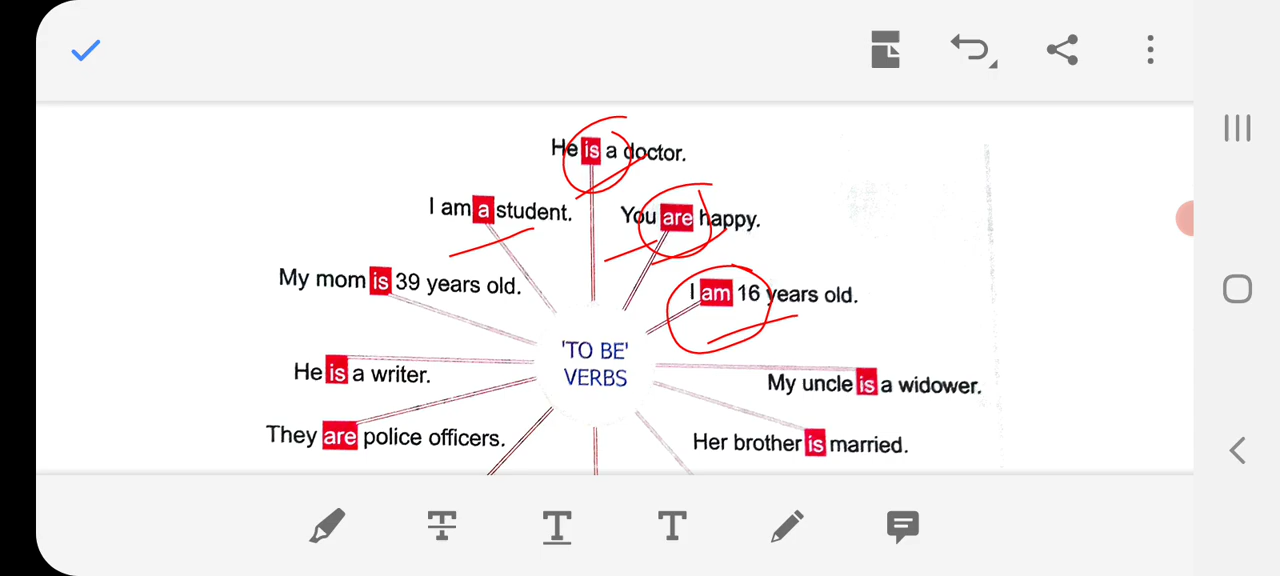 He is a doctor.
I am a student.
You are happy.
My mom is 39 years old.
I am 16 years old.
'TO BE'
VERBS
He is a writer.
My uncle is a widower.
They are police officers.
Her brother is married.